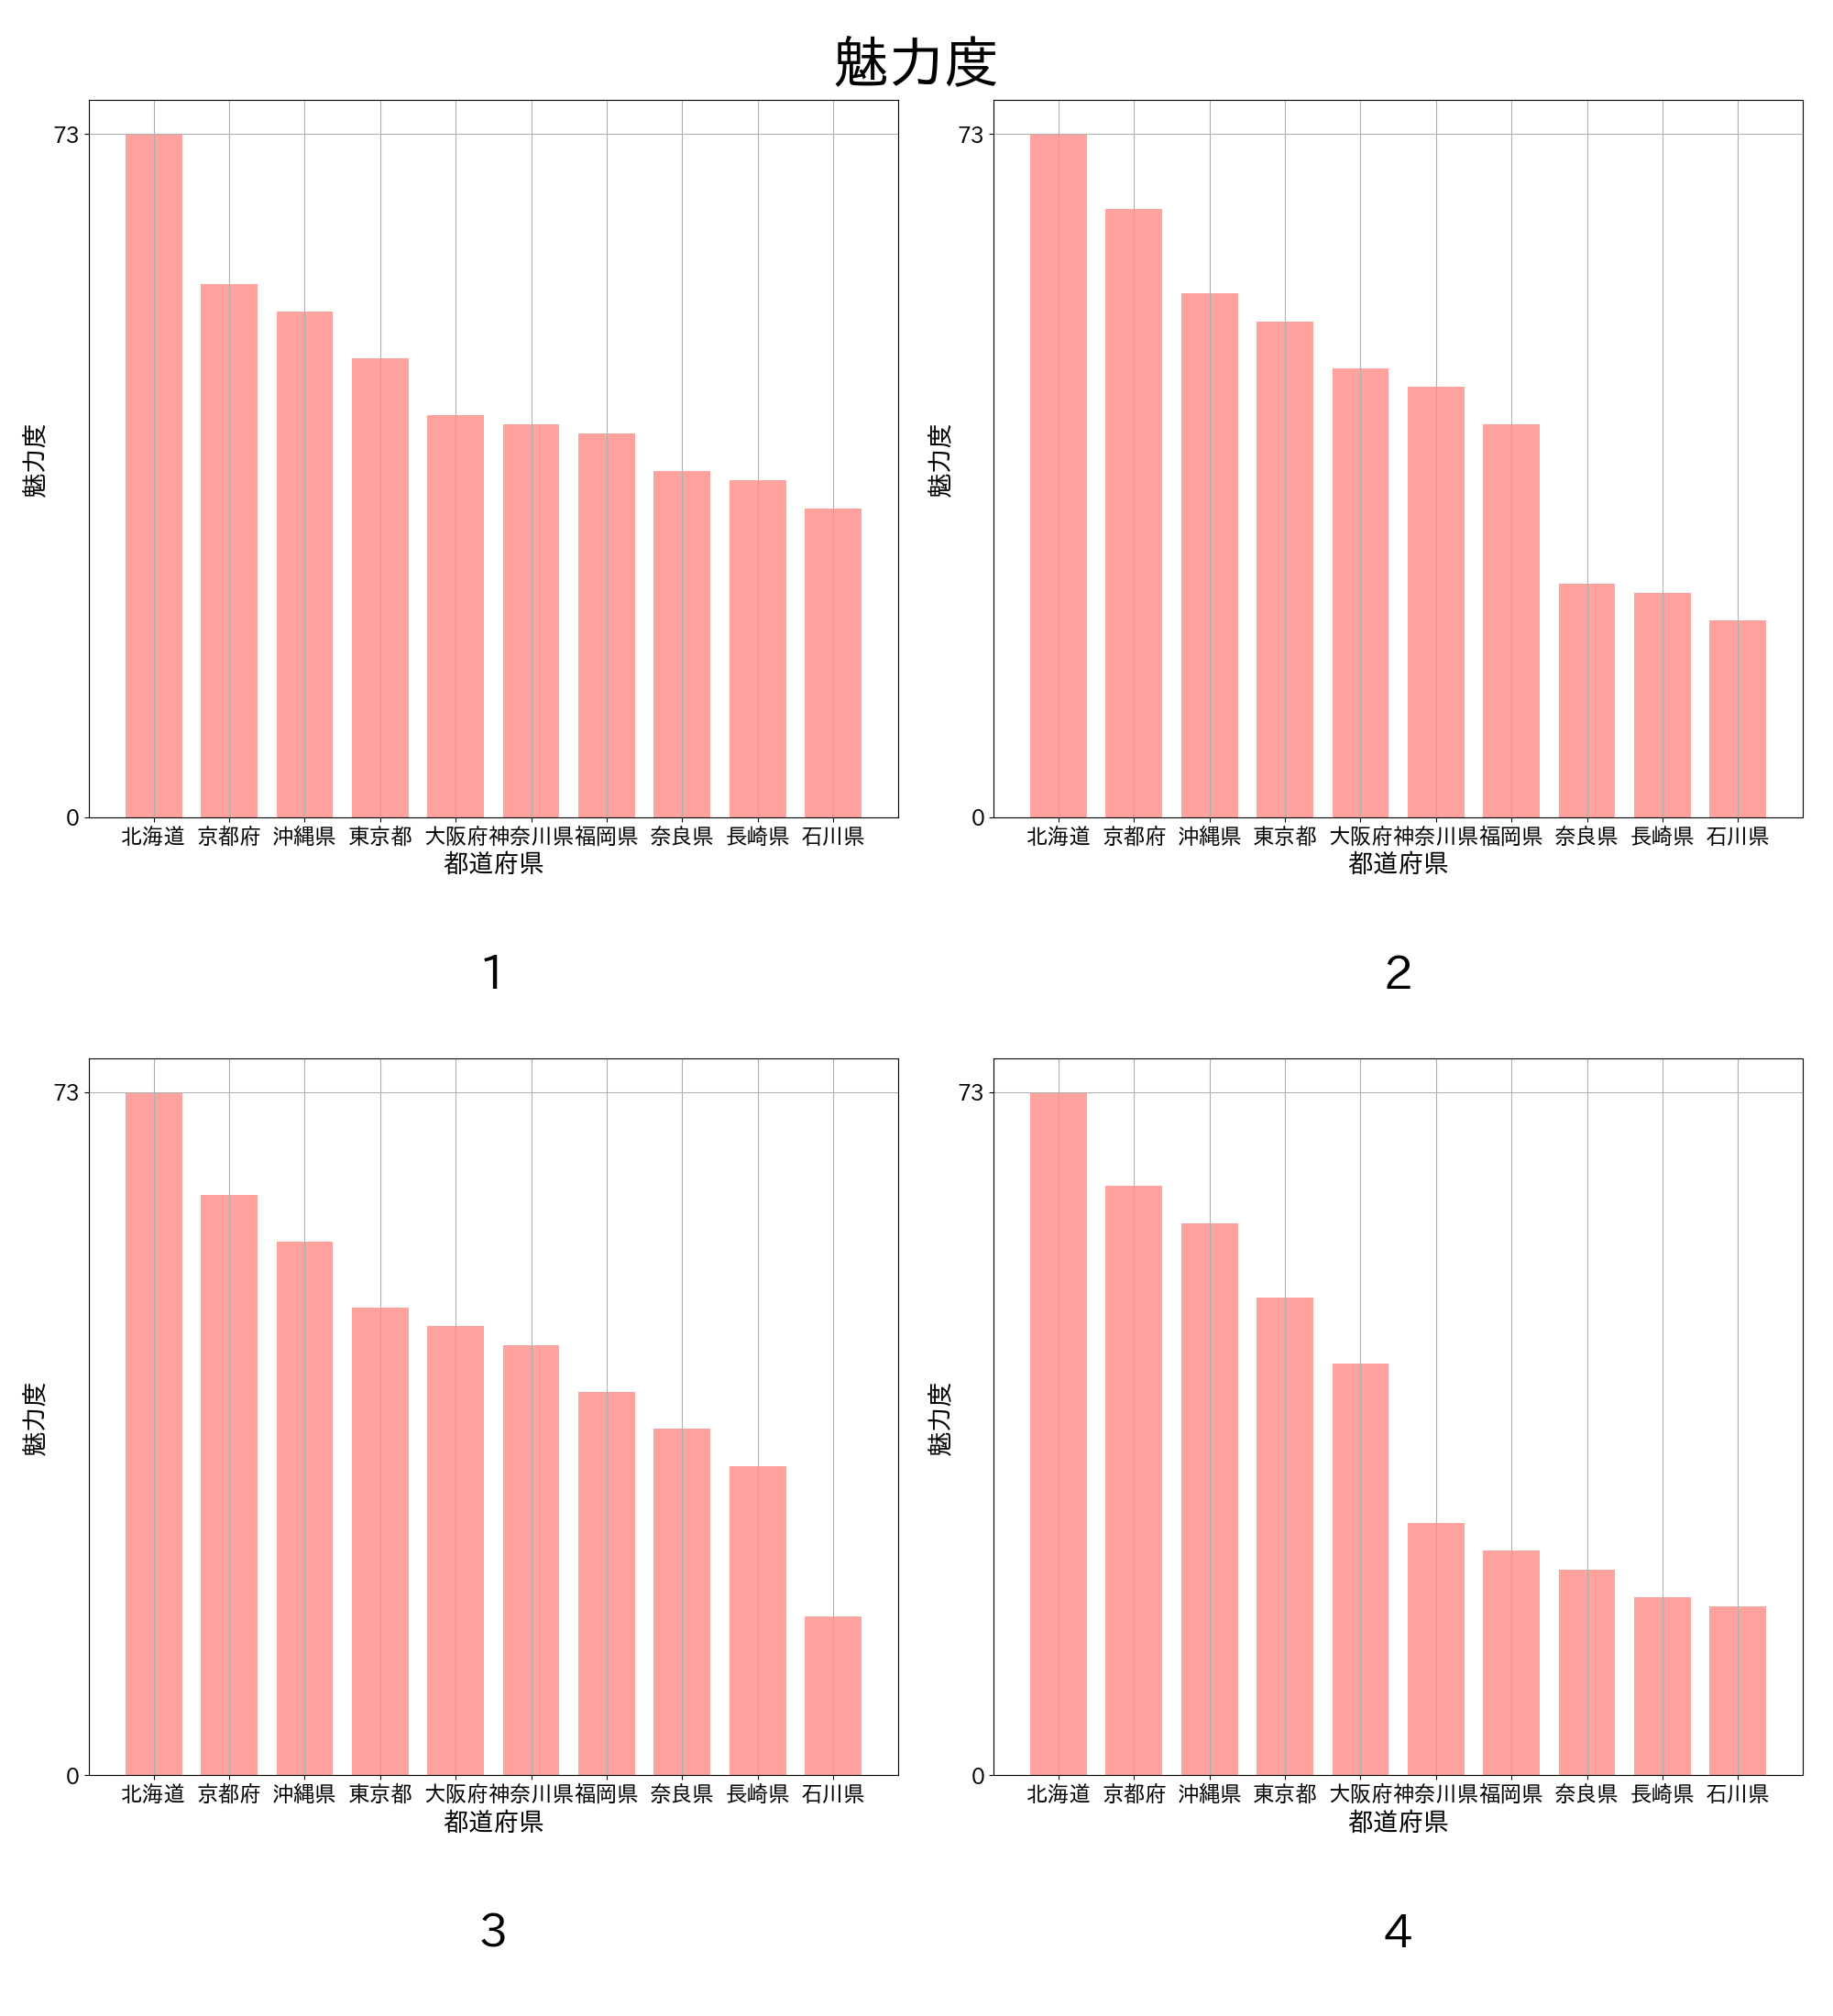 魅力度
73
0
魅力度
北海道 京都府 沖縄県 東京都 大阪府 神奈川県 福岡県 奈良県 長崎県 石川県
都道府県
1
73
0
魅力度
北海道 京都府 沖縄県 東京都 大阪府 神奈川県 福岡県 奈良県 長崎県 石川県
都道府県
2
73
0
魅力度
北海道 京都府 沖縄県 東京都 大阪府 神奈川県 福岡県 奈良県 長崎県 石川県
都道府県
3
73
0
魅力度
北海道 京都府 沖縄県 東京都 大阪府 神奈川県 福岡県 奈良県 長崎県 石川県
都道府県
4